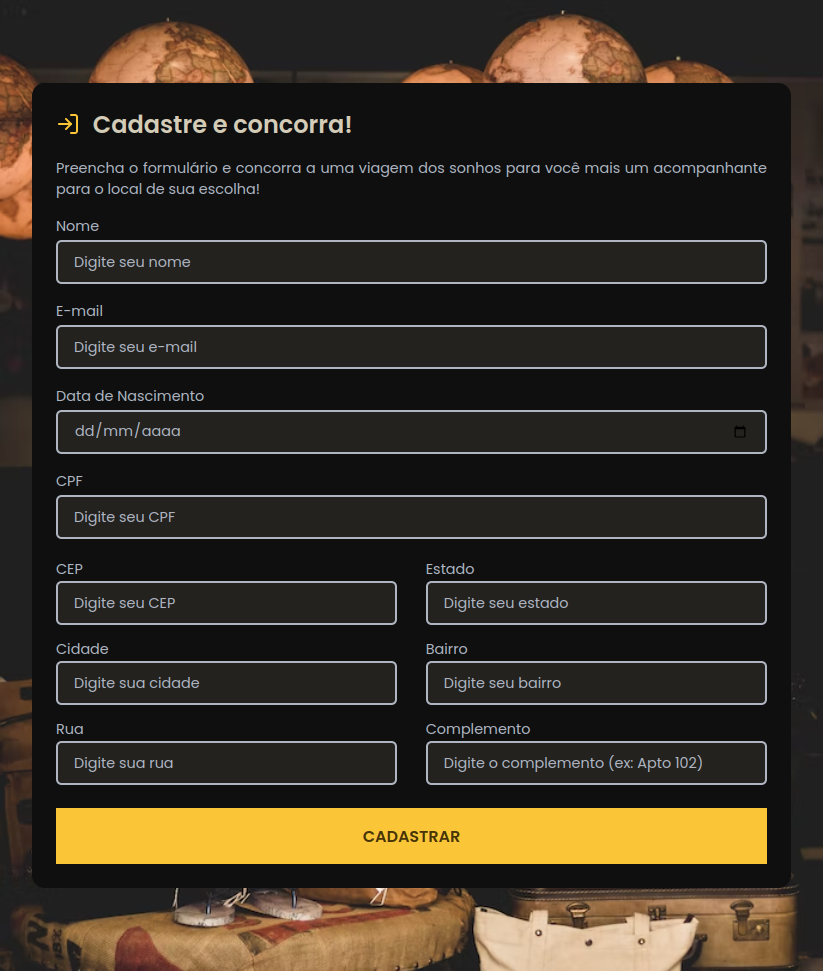 Cadastre e concorra!
Preencha o formulário e concorra a uma viagem dos sonhos para você mais um acompanhante
para o local de sua escolha!
Nome
Digite seu nome
E-mail
Digite seu e-mail
Data de Nascimento
dd/mm/aaaa
CPF
Digite seu CPF
CEP
Digite seu CEP
Estado
Digite seu estado
Cidade
Digite sua cidade
Bairro
Digite seu bairro
Rua
Digite sua rua
Complemento
Digite o complemento (ex: Apto 102)
CADASTRAR